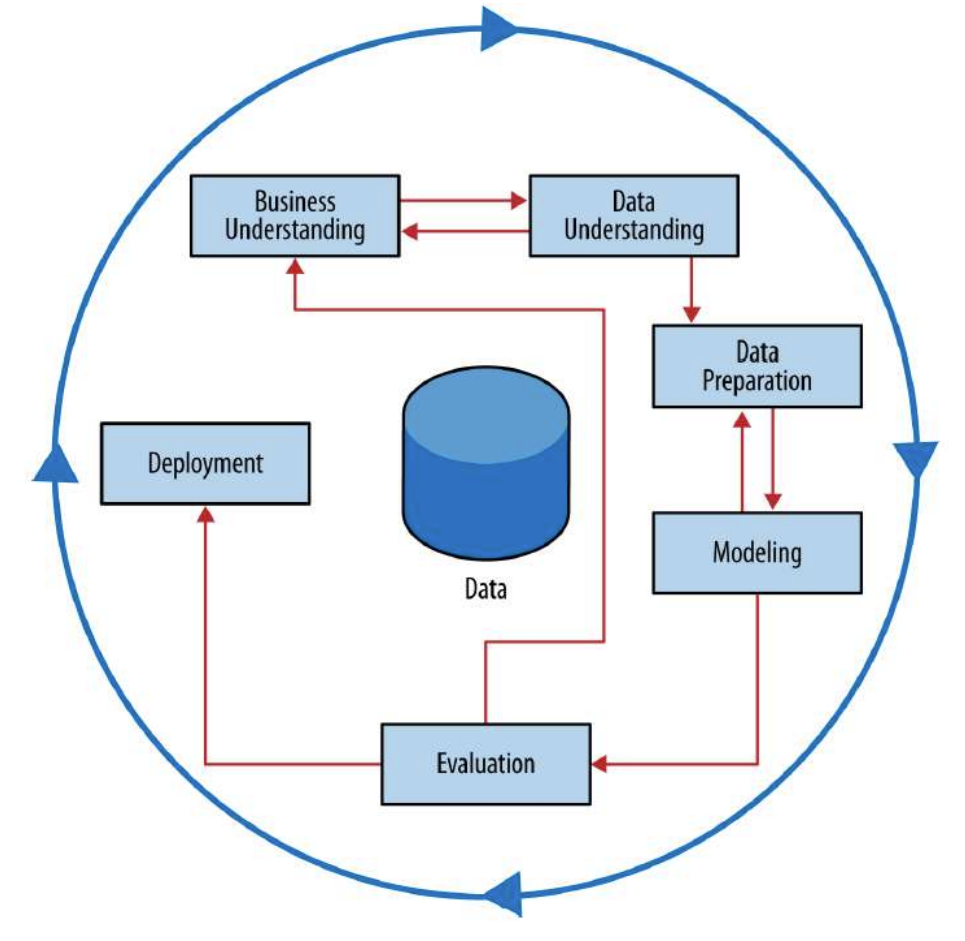 Business
Understanding
Data
Understanding
Data
Preparation
Deployment
Modeling
Data
Evaluation